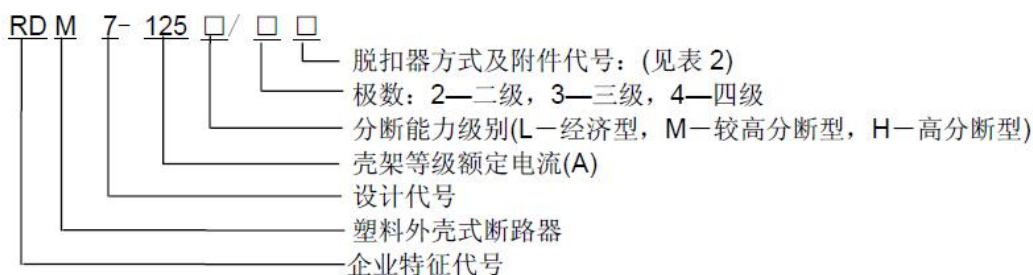 RD M 7- 125 □/ □ □
脱扣器方式及附件代号：(见表 2)
极数：2—二级，3—三级，4—四级
分断能力级别(L－经济型，M－较高分断型，H－高分断型)
壳架等级额定电流(A)
设计代号
塑料外壳式断路器
企业特征代号